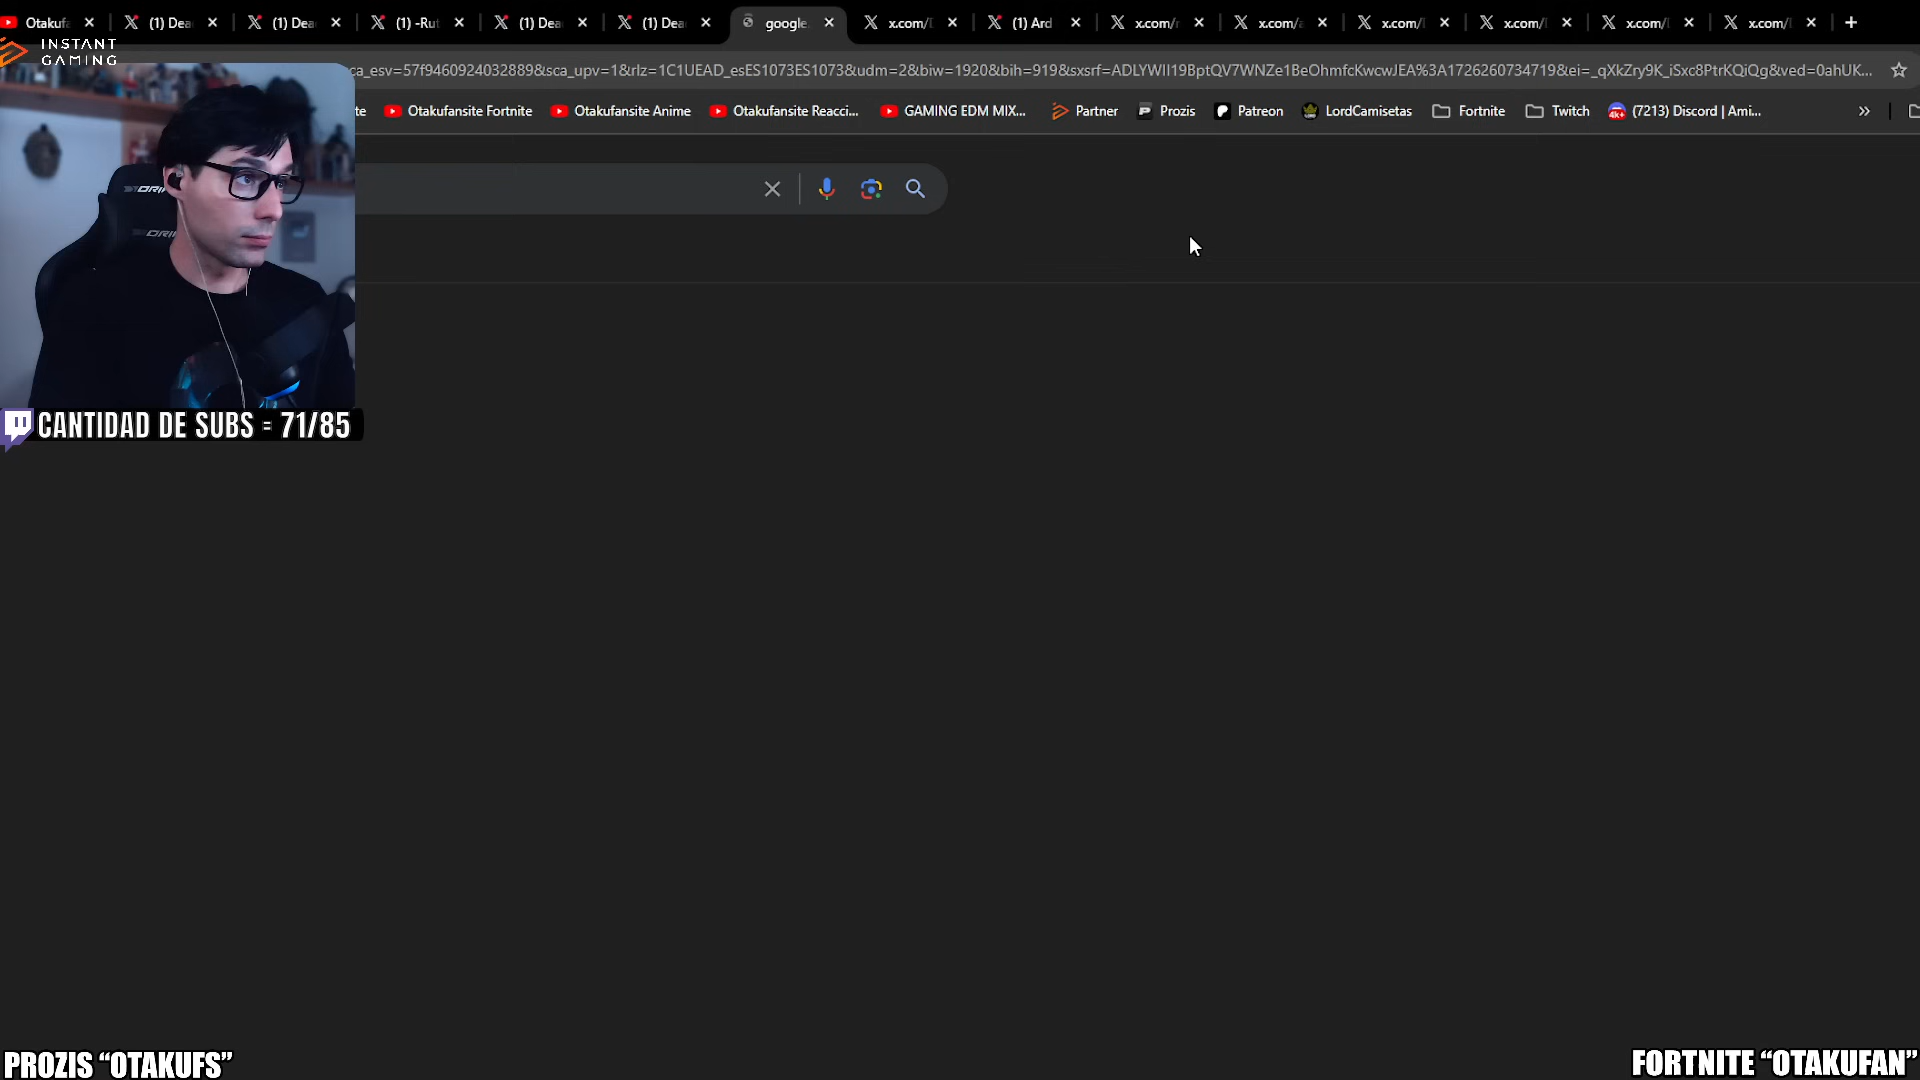 Otakufa
(1) Dea
(1) Dea
(1) -Rut
(1) Dea
(1) Dea
google.
x.com/
(1) Ard
x.com/
x.com/
x.com/
x.com/
x.com/
x.com/
INSTANT
GAMING
ca_esv=57f9460924032889&sca_upv=1&rlz=1C1UEAD_esES1073ES1073&udm=2&biw=1920&bih=919&sxsrf=ADLYWII19BptQV7WNZe1BeOhmfcKwcwJEA%3A1726260734719&ei=_qXkZry9K_iSxc8PtrKQiQg&ved=0ahUK...
te
Otakufansite Fortnite
Otakufansite Anime
Otakufansite Reacci...
GAMING EDM MIX...
Partner
Prozis
Patreon
LordCamisetas
Fortnite
Twitch
4k+
(7213) Discord | Ami...
CANTIDAD DE SUBS = 71/85
PROZIS “OTAKUFS”
FORTNITE “OTAKUFAN”